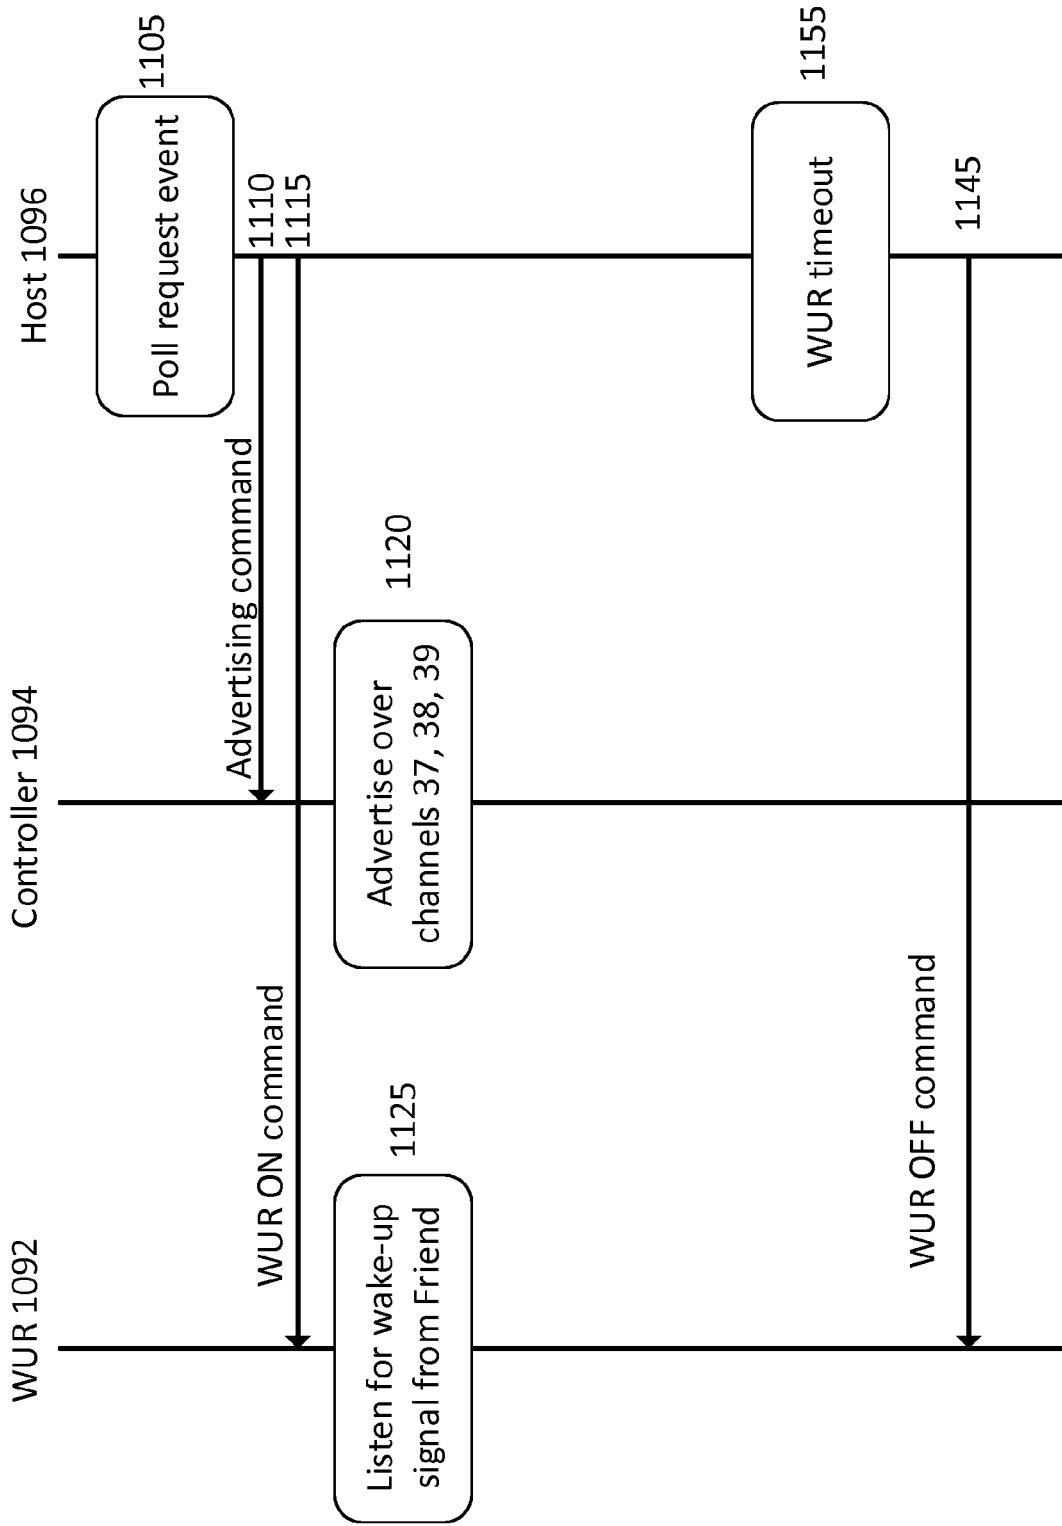 WUR 1092
Controller 1094
Host 1096
Poll request event
1105
Advertising command
1110
WUR ON command
1115
Listen for wake-up
signal from Friend
1125
Advertise over
channels 37, 38, 39
1120
WUR timeout
1155
WUR OFF command
1145